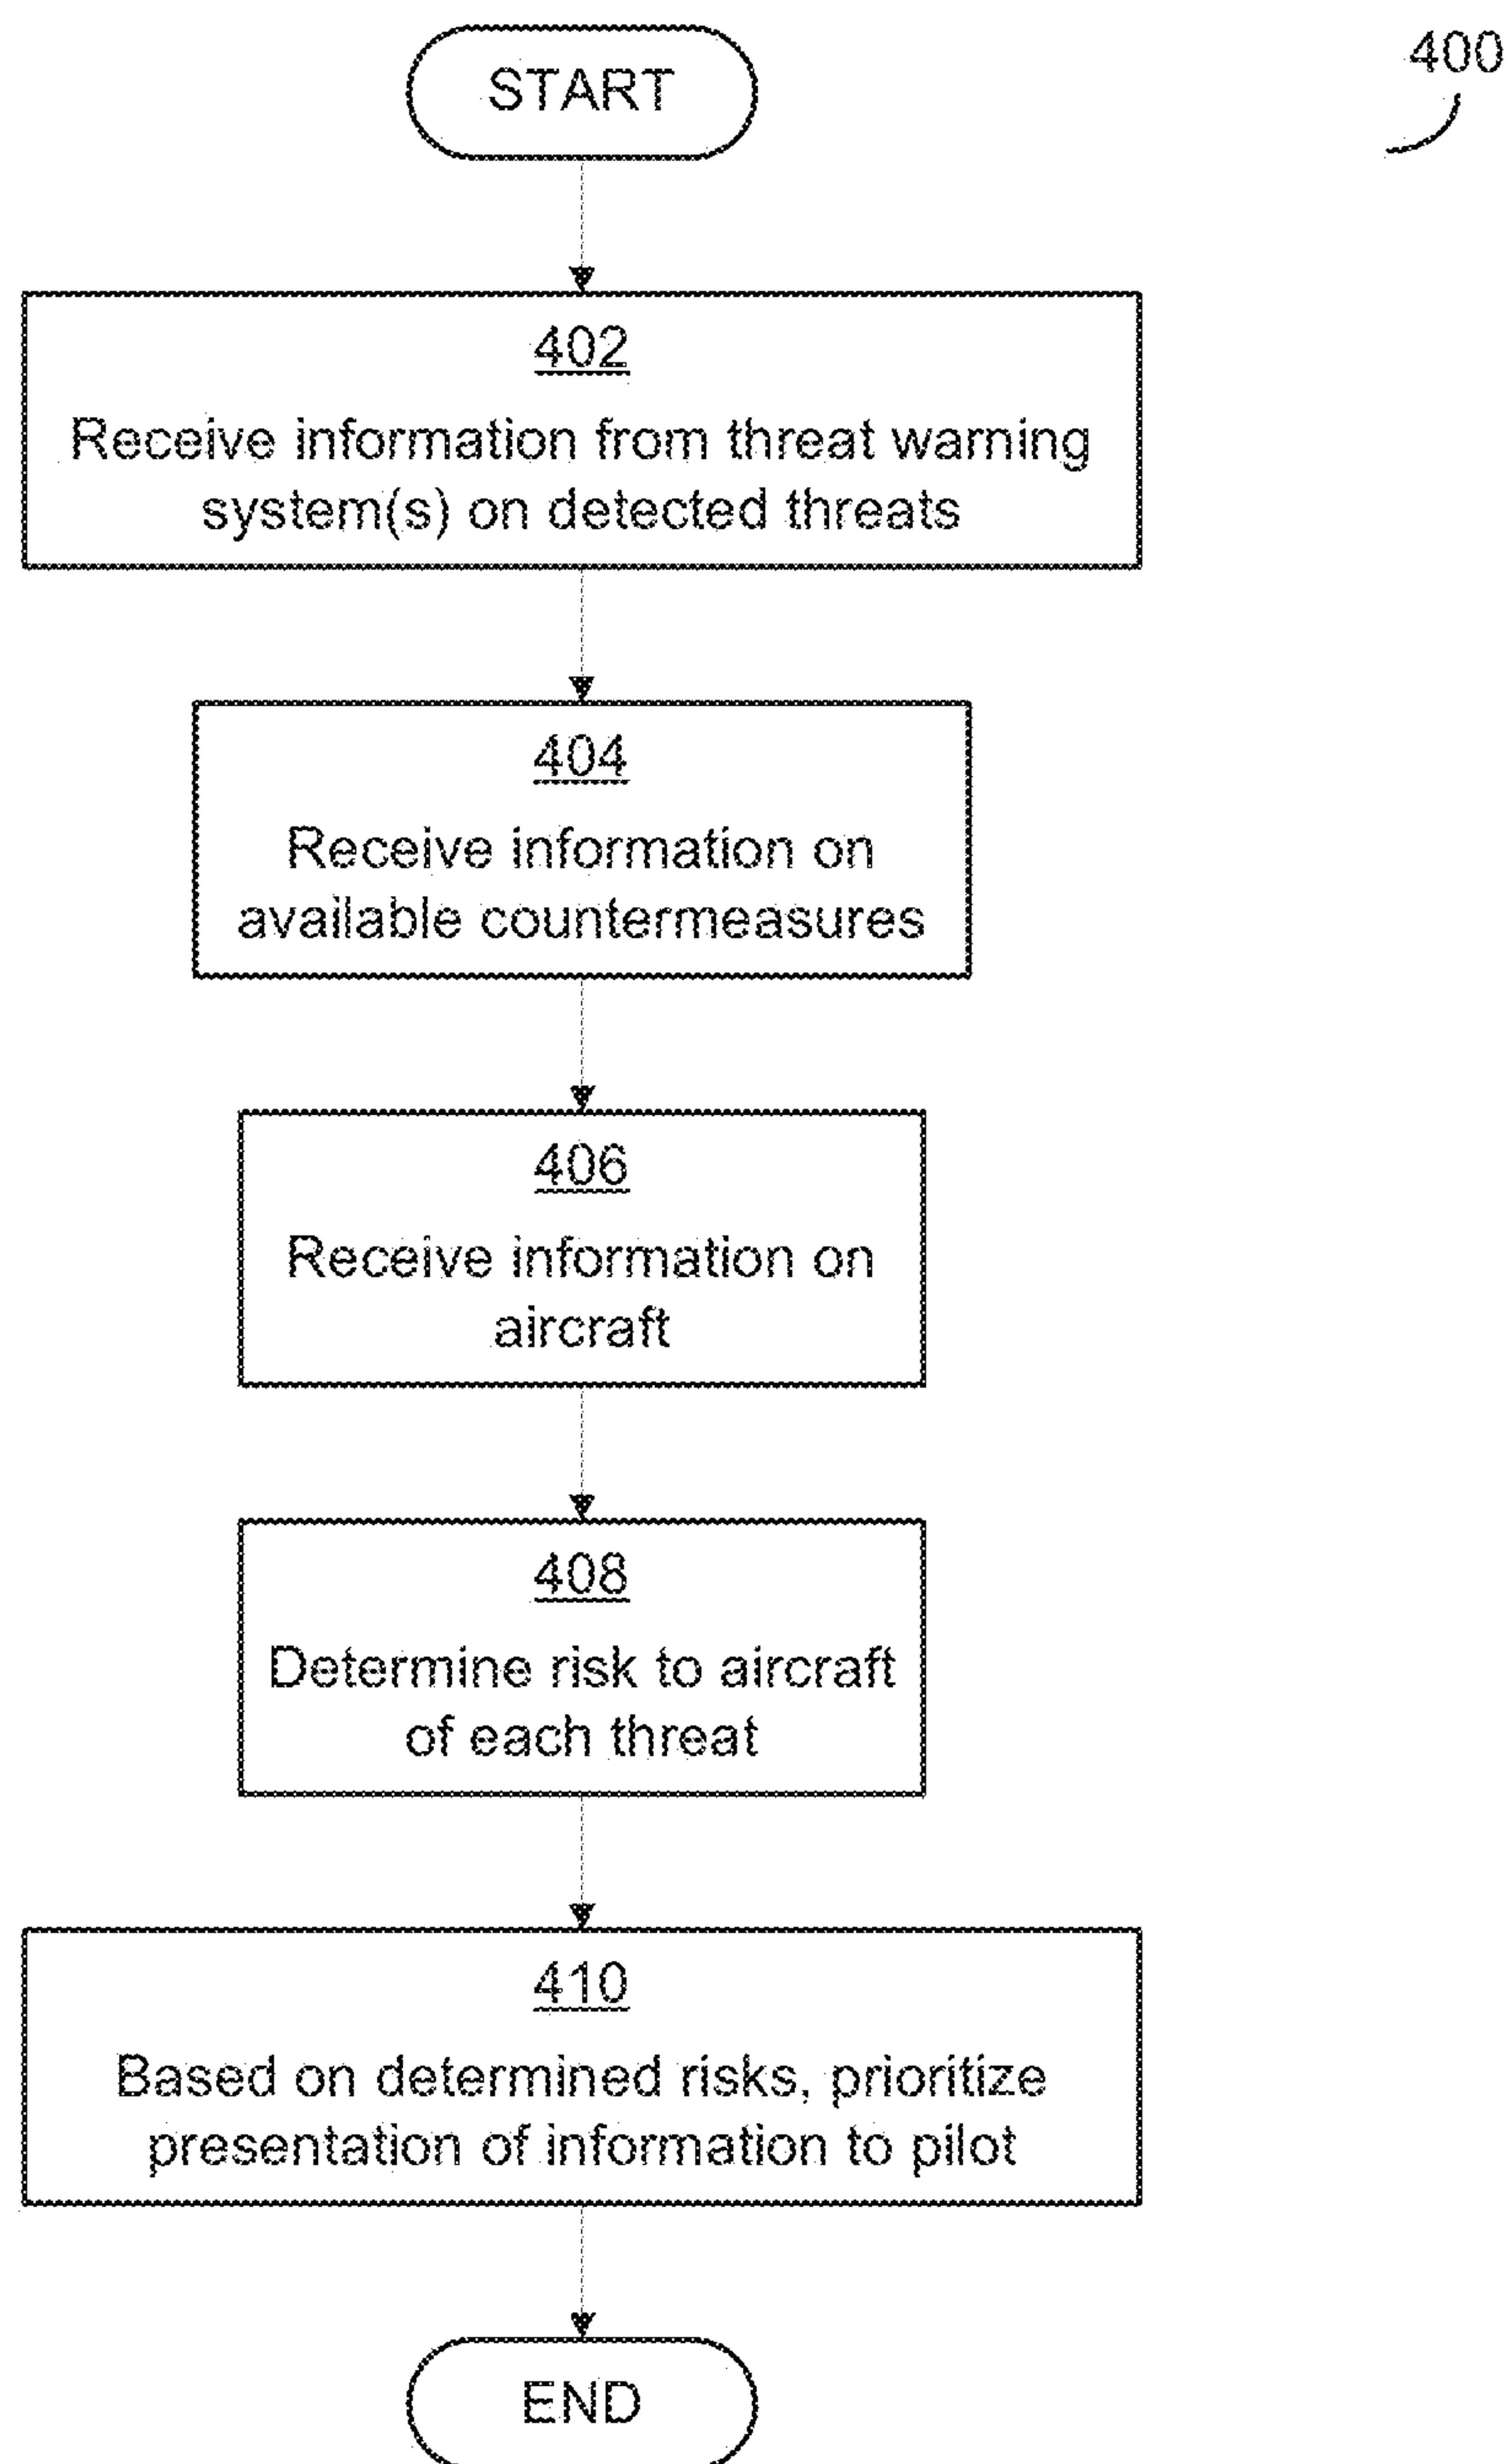 START
400
402
Receive information from threat warning
system(s) on detected threats
404
Receive information on
available countermeasures
406
Receive information on
aircraft
408
Determine risk to aircraft
of each threat
410
Based on determined risks, prioritize
presentation of information to pilot
END